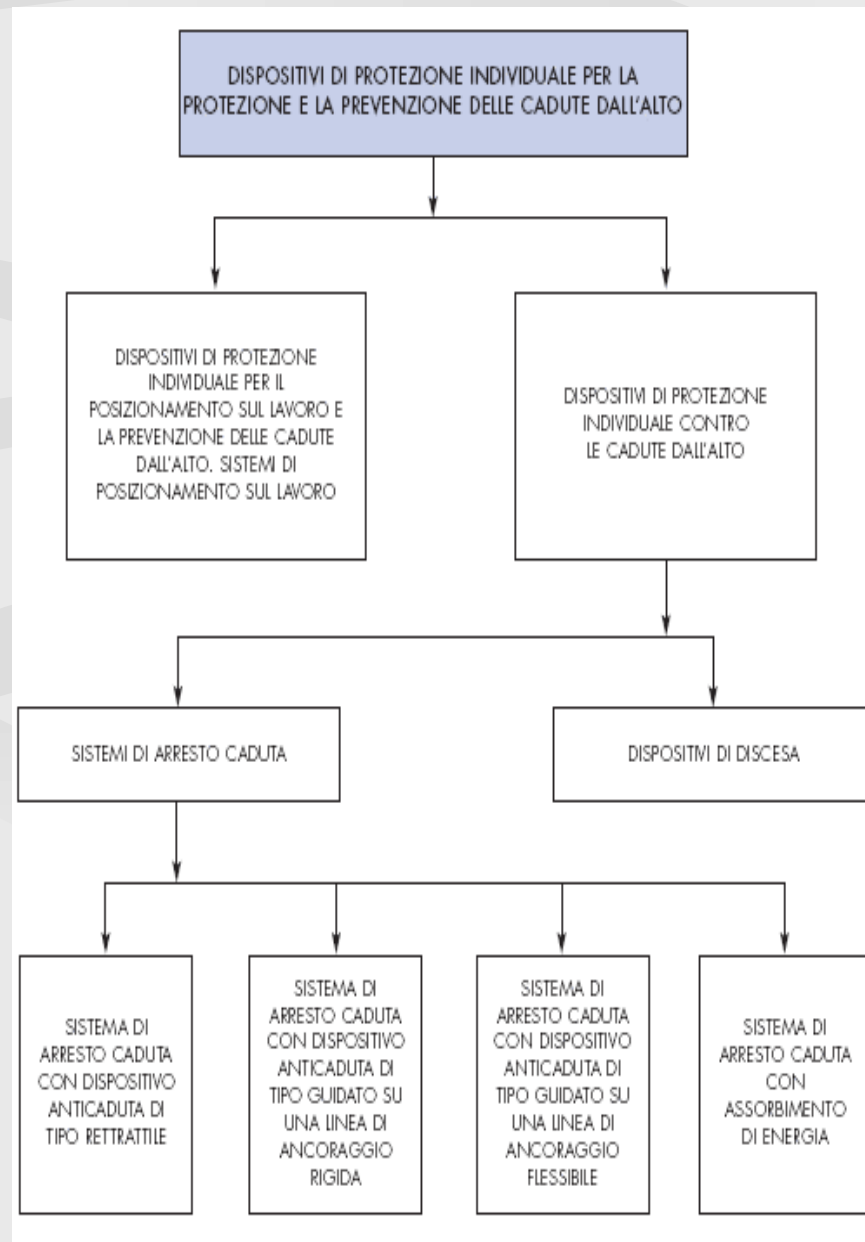 DISPOSITIVI DI PROTEZIONE INDIVIDUALE PER LA
PROTEZIONE E LA PREVENZIONE DELLE CADUTE DALL'ALTO
DISPOSITIVI DI PROTEZIONE
INDIVIDUALE PER IL
POSIZIONAMENTO SUL LAVORO E
LA PREVENZIONE DELLE CADUTE
DALL'ALTO. SISTEMI DI
POSIZIONAMENTO SUL LAVORO
DISPOSITIVI DI PROTEZIONE
INDIVIDUALE CONTRO
LE CADUTE DALL'ALTO
SISTEMI DI ARRESTO CADUTA
DISPOSITIVI DI DISCESA
SISTEMA DI
ARRESTO CADUTA
CON DISPOSITIVO
ANTICADUTA DI
TIPO RETTRATTILE
SISTEMA DI
ARRESTO CADUTA
CON DISPOSITIVO
ANTICADUTA DI
TIPO GUIDATO SU
UNA LINEA DI
ANCORAGGIO
RIGIDA
SISTEMA DI
ARRESTO CADUTA
CON DISPOSITIVO
ANTICADUTA DI
TIPO GUIDATO SU
UNA LINEA DI
ANCORAGGIO
FLESSIBILE
SISTEMA DI
ARRESTO CADUTA
CON
ASSORBIMENTO
DI ENERGIA